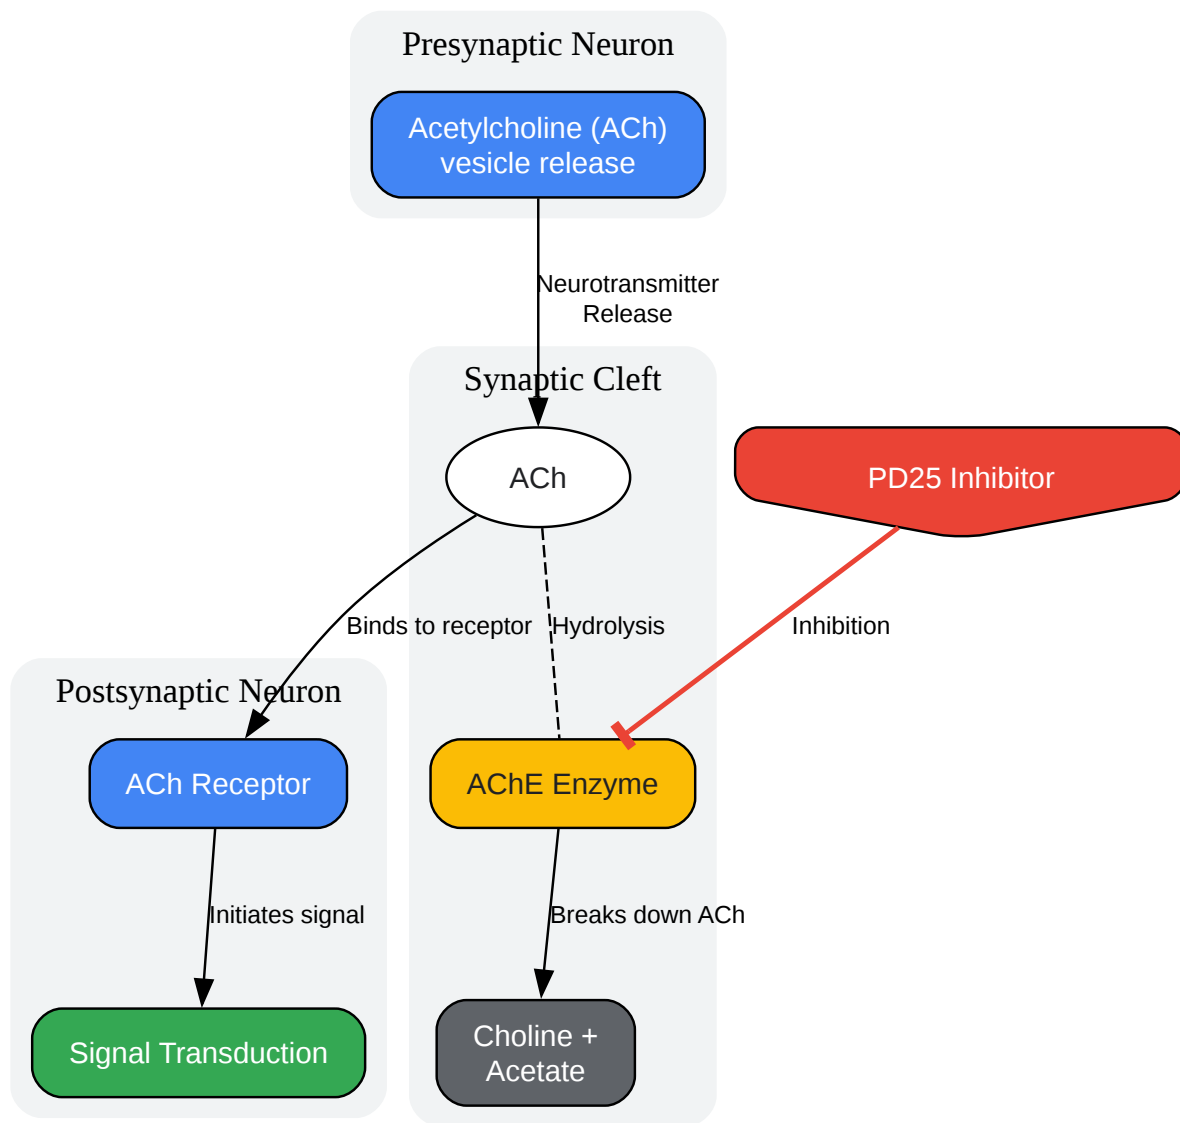 Presynaptic Neuron
Acetylcholine (ACh)
vesicle release
Neurotransmitter
Release
Synaptic Cleft
ACh
PD25 Inhibitor
Binds to receptor
Hydrolysis
Inhibition
Postsynaptic Neuron
ACh Receptor
AChE Enzyme
Initiates signal
Breaks down ACh
Signal Transduction
Choline +
Acetate